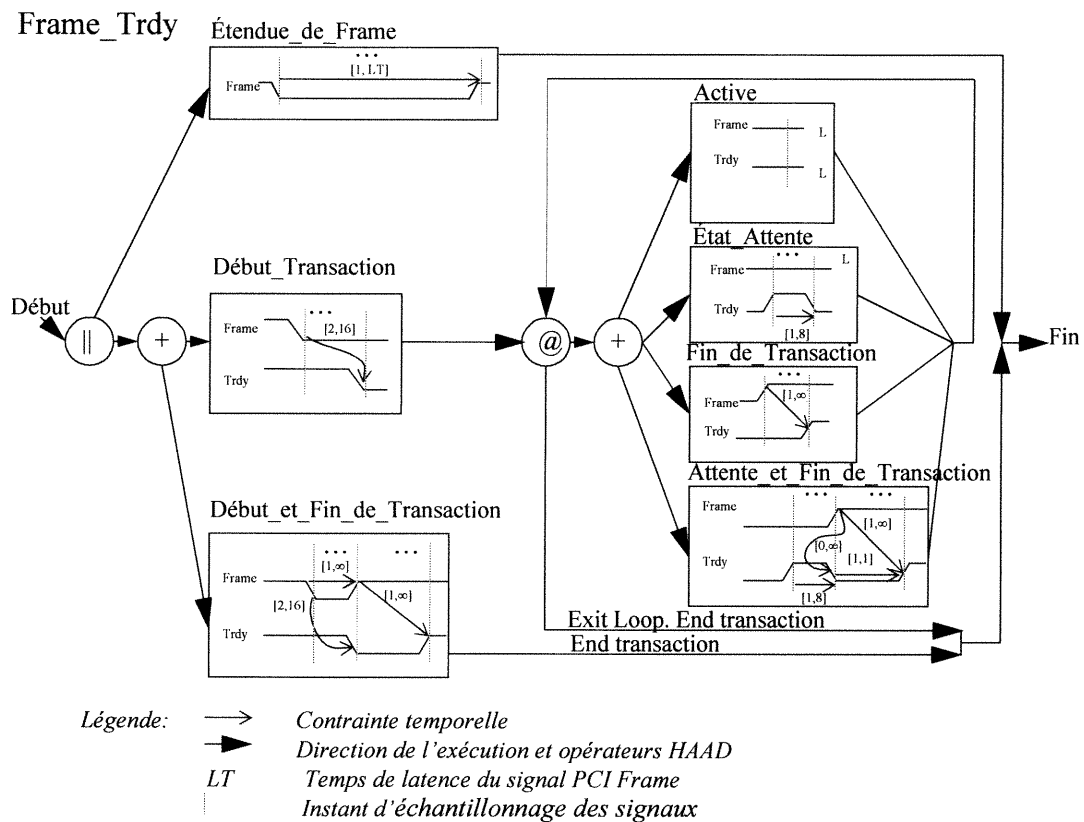 Frame_Trdy
Étendue_de_Frame
• • •
[1, LT]
Frame
Active
Frame
L
Trdy
L
État_Attente
• • •
L
Frame
Trdy
[1,8]
Début_Transaction
• • •
[2,16]
Frame
Trdy
Début
||
+
@
+
Fin
Fin_de_Transaction
• • •
[1,∞
Frame
Trdy
Attente_et_Fin_de_Transaction
• • •
• • •
Frame
[1,∞]
[0,∞]
[1,1]
Trdy
[1,8]
Début_et_Fin_de_Transaction
• • •
• • •
[1,∞]
Frame
[2,16]
[1,∞]
Trdy
Exit Loop. End transaction
End transaction
Légende:
Contrainte temporelle
Direction de l'exécution et opérateurs HAAD
LT Temps de latence du signal PCI Frame
Instant d'échantillonnage des signaux